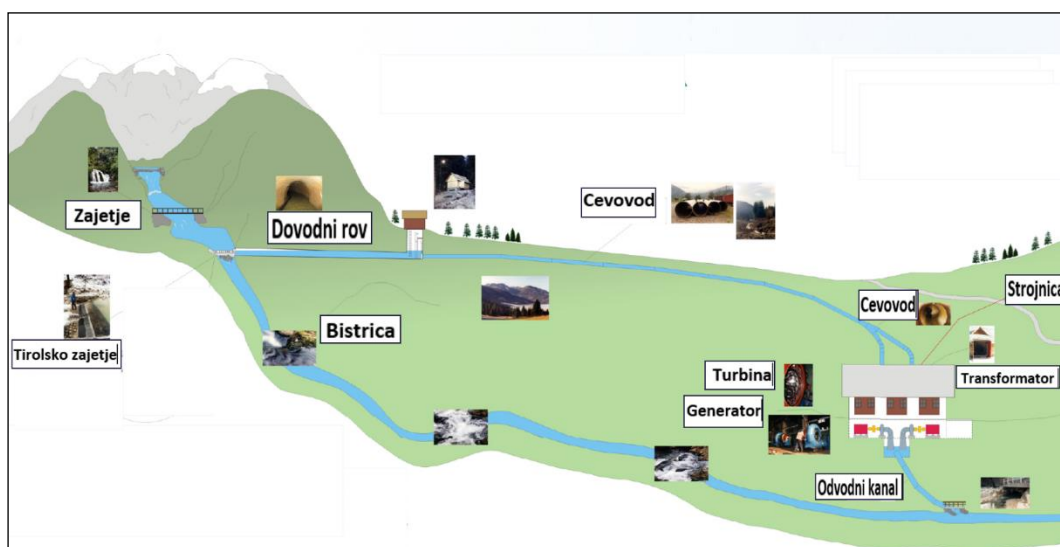 Zajetje
Dovodni rov
Cevovod
Tirolsko zajetje
Bistrica
Cevovod
Strojnica
Turbina
Transformator
Generator
Odvodni kanal